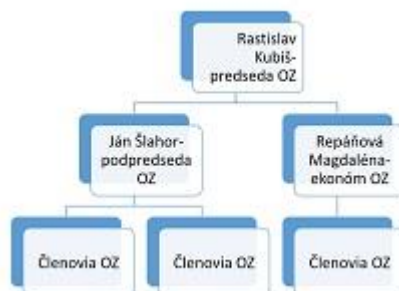 Rastislav
Kubiš-
predseda OZ
Ján Šlahor-
podpredseda
OZ
Repáňová
Magdaléna-
ekonóm OZ
Členovia OZ
Členovia OZ
Členovia OZ